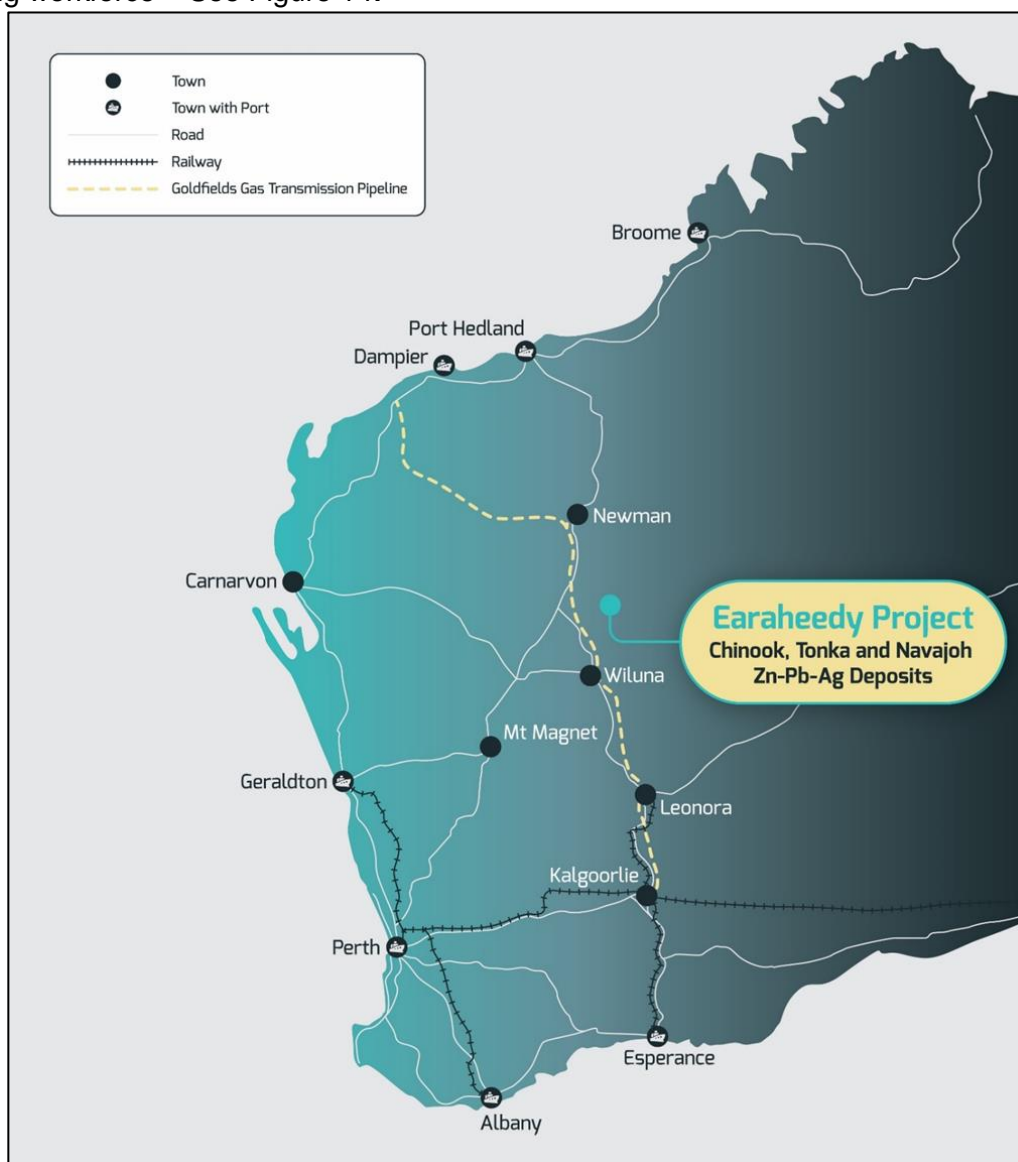 Town
Town with Port
Road
Railway
Goldfields Gas Transmission Pipeline
Broome
Port Hedland
Dampier
Newman
Carnarvon
Earaheedy Project
Chinook, Tonka and Navajoh
Zn-Pb-Ag Deposits
Wiluna
Mt Magnet
Geraldton
Leonora
Kalgoorlie
Perth
Esperance
Albany